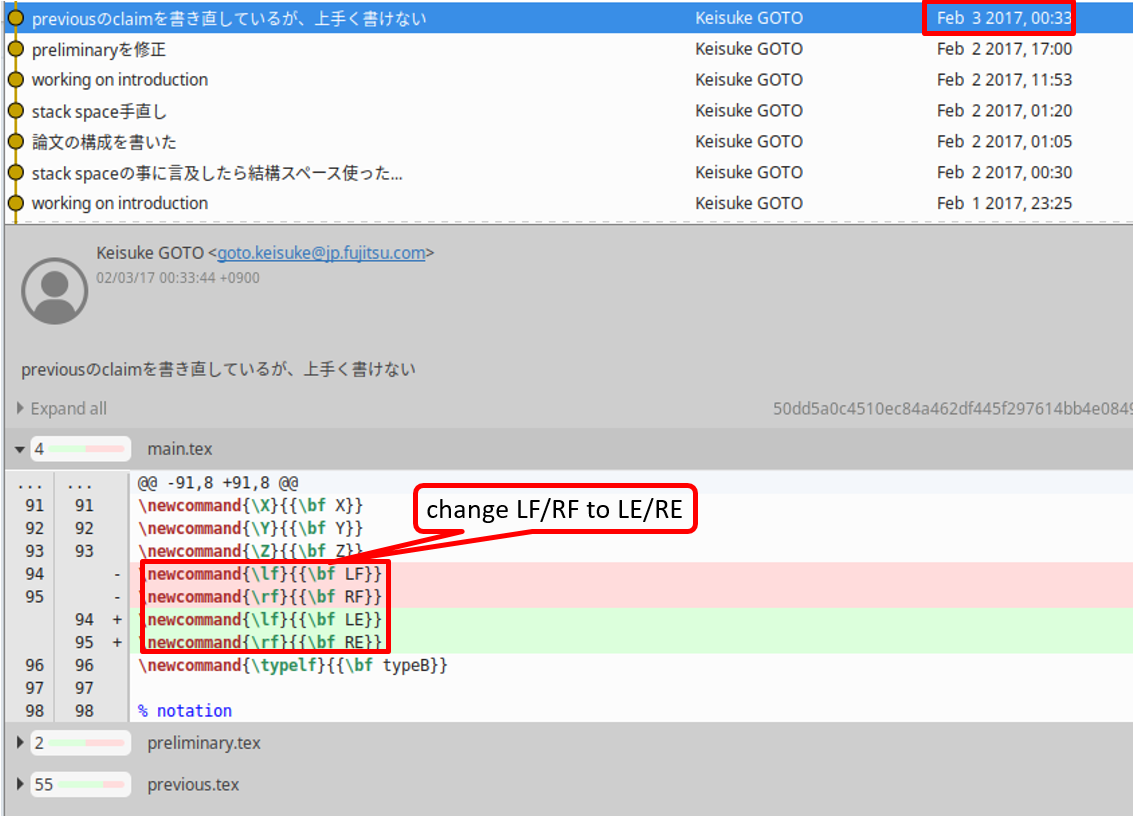 previousのclaimを書き直しているが、上手く書けない Keisuke GOTO Feb 3 2017, 00:33
preliminaryを修正 Keisuke GOTO Feb 2 2017, 17:00
working on introduction Keisuke GOTO Feb 2 2017, 11:53
stack space手直し Keisuke GOTO Feb 2 2017, 01:20
論文の構成を書いた Keisuke GOTO Feb 2 2017, 01:05
stack spaceの事に言及したら結構スペース使った... Keisuke GOTO Feb 2 2017, 00:30
working on introduction Keisuke GOTO Feb 1 2017, 23:25
Keisuke GOTO <goto.keisuke@jp.fujitsu.com>
02/03/17 00:33:44 +0900
previousのclaimを書き直しているが、上手く書けない
Expand all 50dd5a0c4510ec84a462df445f297614bb4e0849
4 main.tex
... ... @@ -91,8 +91,8 @@
91 91 \newcommand{\X}{{\bf X}}
change LF/RF to LE/RE
92 92 \newcommand{\Y}{{\bf Y}}
93 93 \newcommand{\Z}{{\bf Z}}
94 - \newcommand{\lf}{{\bf LF}}
95 - \newcommand{\rf}{{\bf RF}}
94 + \newcommand{\lf}{{\bf LE}}
95 + \newcommand{\rf}{{\bf RE}}
96 96 \newcommand{\typelf}{{\bf typeB}}
97 97
98 98 % notation
2 preliminary.tex
55 previous.tex